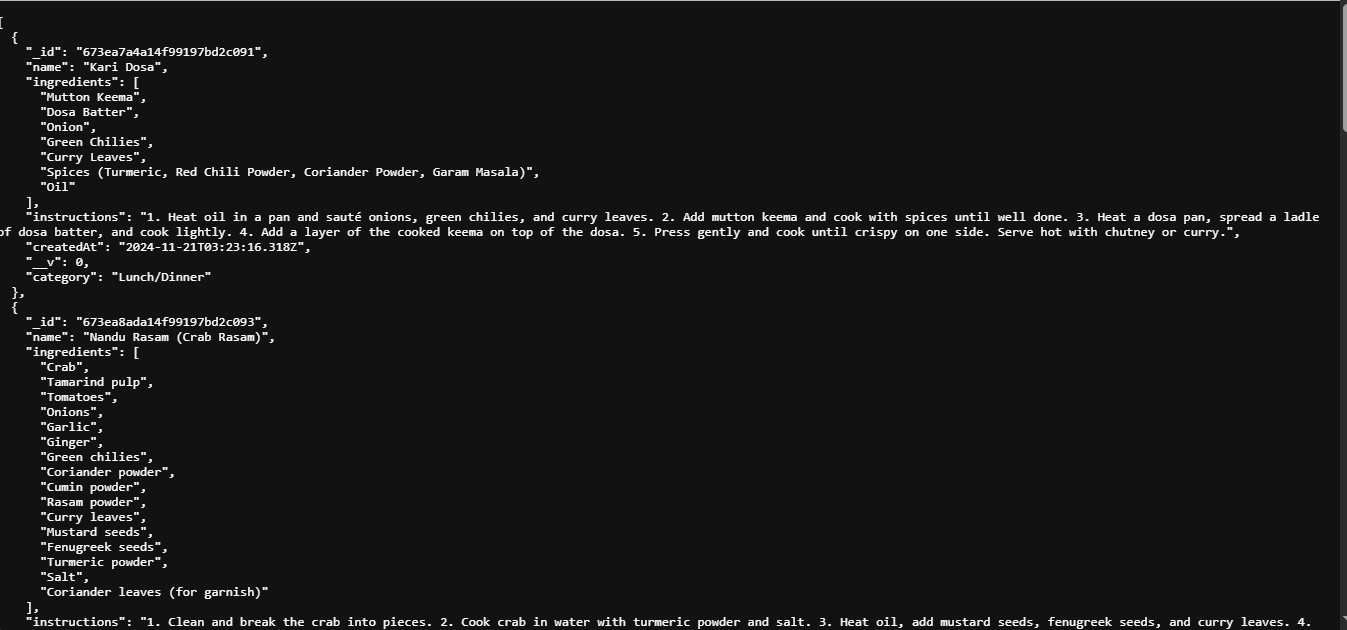 [
{
"_id": "673ea7a4a14f99197bd2c091",
"name": "Kari Dosa",
"ingredients": [
"Mutton Keema",
"Dosa Batter",
"Onion",
"Green Chilies",
"Curry Leaves",
"Spices (Turmeric, Red Chili Powder, Coriander Powder, Garam Masala)",
"Oil"
],
"instructions": "1. Heat oil in a pan and sauté onions, green chilies, and curry leaves. 2. Add mutton keema and cook with spices until well done. 3. Heat a dosa pan, spread a ladle
of dosa batter, and cook lightly. 4. Add a layer of the cooked keema on top of the dosa. 5. Press gently and cook until crispy on one side. Serve hot with chutney or curry.",
"createdAt": "2024-11-21T03:23:16.318Z",
"__v": 0,
"category": "Lunch/Dinner"
},
{
"_id": "673ea8ada14f99197bd2c093",
"name": "Nandu Rasam (Crab Rasam)",
"ingredients": [
"Crab",
"Tamarind pulp",
"Tomatoes",
"Onions",
"Garlic",
"Ginger",
"Green chilies",
"Coriander powder",
"Cumin powder",
"Rasam powder",
"Curry leaves",
"Mustard seeds",
"Fenugreek seeds",
"Turmeric powder",
"Salt",
"Coriander leaves (for garnish)"
],
"instructions": "1. Clean and break the crab into pieces. 2. Cook crab in water with turmeric powder and salt. 3. Heat oil, add mustard seeds, fenugreek seeds, and curry leaves. 4.